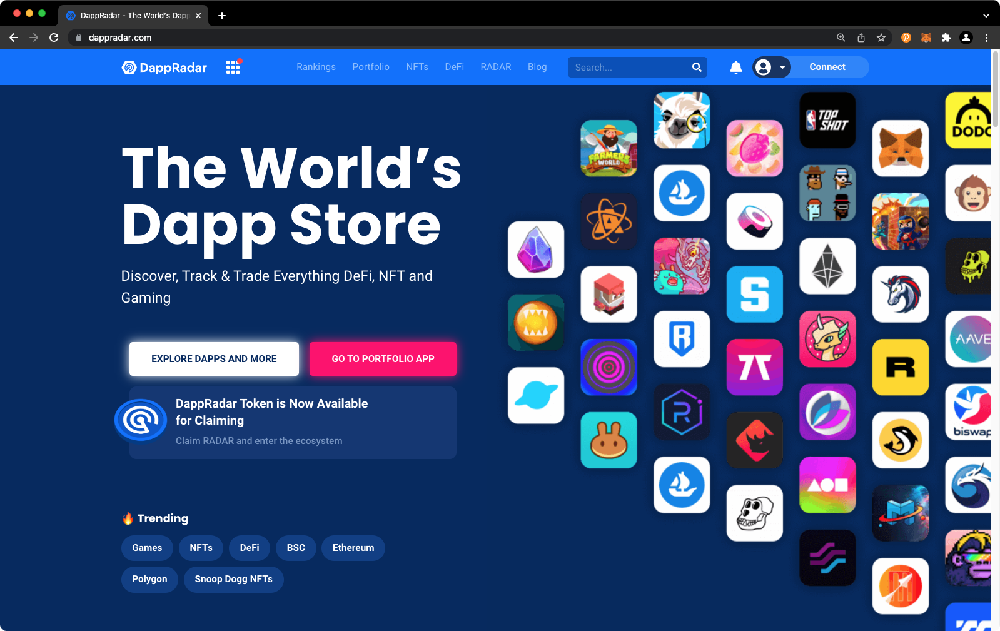 DappRadar - The World's Dapp
dappradar.com
DappRadar
Rankings
Portfolio
NFTs
DeFi
RADAR
Blog
Search...
Connect
The World's
Dapp Store
Discover, Track & Trade Everything DeFi, NFT and
Gaming
EXPLORE DAPPS AND MORE
GO TO PORTFOLIO APP
DappRadar Token is Now Available
for Claiming
Claim RADAR and enter the ecosystem
Trending
Games
NFTs
DeFi
BSC
Ethereum
Polygon
Snoop Dogg NFTs
FARMERS
WORLD
NBA
TOP
SHOT
DODO
S
R
AAVE
R
R
biswap
M